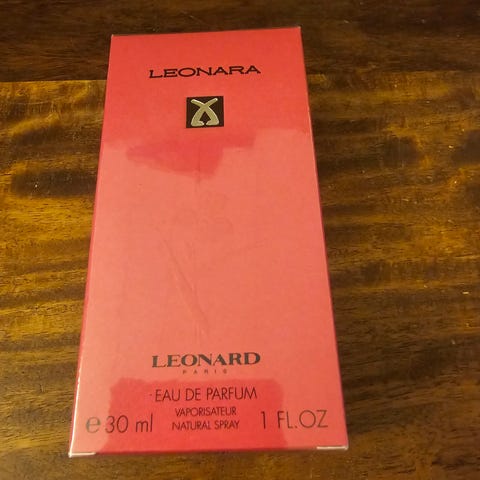 LEONARA
LEONARD
PARIS
EAU DE PARFUM
VAPORISATEUR
NATURAL SPRAY
℮30 ml 1 FL.OZ